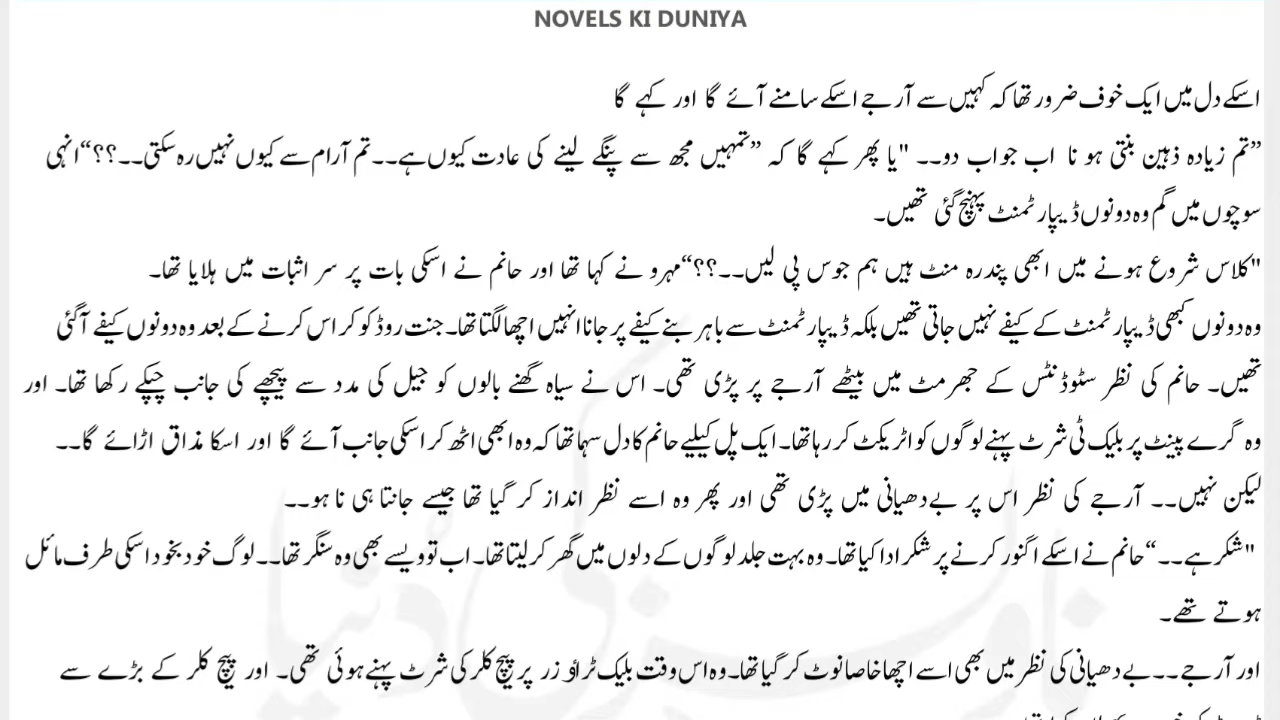 NOVELS KI DUNIYA
اسکے دل میں ایک خوف ضرور تھا کہ کہیں سے آرجے اسکے سامنے آئے گا اور کہے گا
”تم زیادہ ذہین بنتی ہو نا اب جواب دو۔۔ "یا پھر کہے گا کہ ”تمہیں مجھ سے پنگے لینے کی عادت کیوں ہے۔۔تم آرام سے کیوں نہیں رہ سکتی۔۔؟؟“انہی
سوچوں میں گم وہ دونوں ڈیپارٹمنٹ پہنچ گئی تھیں۔
"کلاس شروع ہونے میں ابھی پندرہ منٹ ہیں ہم جوس پی لیں۔۔؟؟“مہرو نے کہا تھا اور حانم نے اسکی بات پر سر اثبات میں ہلایا تھا۔
وہ دونوں کبھی ڈیپارٹمنٹ کے کیفے نہیں جاتی تھیں بلکہ ڈیپارٹمنٹ سے باہر بنے کیفے پر جانا انہیں اچھا لگتا تھا۔ جنت روڈ کو کراس کرنے کے بعد وہ دونوں کیفے آگئی
تھیں۔ حانم کی نظر سٹوڈنٹس کے جھرمٹ میں بیٹھے آرجے پر پڑی تھی۔ اس نے سیاہ گھنے بالوں کو جیل کی مدد سے پیچھے کی جانب چپکے رکھا تھا۔ اور
وہ گرے پینٹ پر بلیک ٹی شرٹ پہنے لوگوں کو اٹریکٹ کر رہا تھا۔ ایک پل کیلیے حانم کا دل سہما تھا کہ وہ ابھی اٹھ کر اسکی جانب آئے گا اور اسکا مذاق اڑائے گا۔۔
لیکن نہیں۔۔ آرجے کی نظر اس پر بے دھیانی میں پڑی تھی اور پھر وہ اسے نظر انداز کر گیا تھا جیسے جانتا ہی نا ہو۔۔
"شکر ہے۔۔“حانم نے اسکے اگنور کرنے پر شکر ادا کیا تھا۔ وہ بہت جلد لوگوں کے دلوں میں گھر کر لیتا تھا۔ اب تو ویسے بھی وہ سنگر تھا۔۔ لوگ خود بخود اسکی طرف مائل
ہوتے تھے۔
اور آرجے۔۔۔بے دھیانی کی نظر میں بھی اسے اچھا خاصا نوٹ کر گیا تھا۔ وہ اس وقت بلیک ٹراؤزر پر پیچ کلر کی شرٹ پہنے ہوئی تھی۔ اور پیچ کلر کے بڑے سے